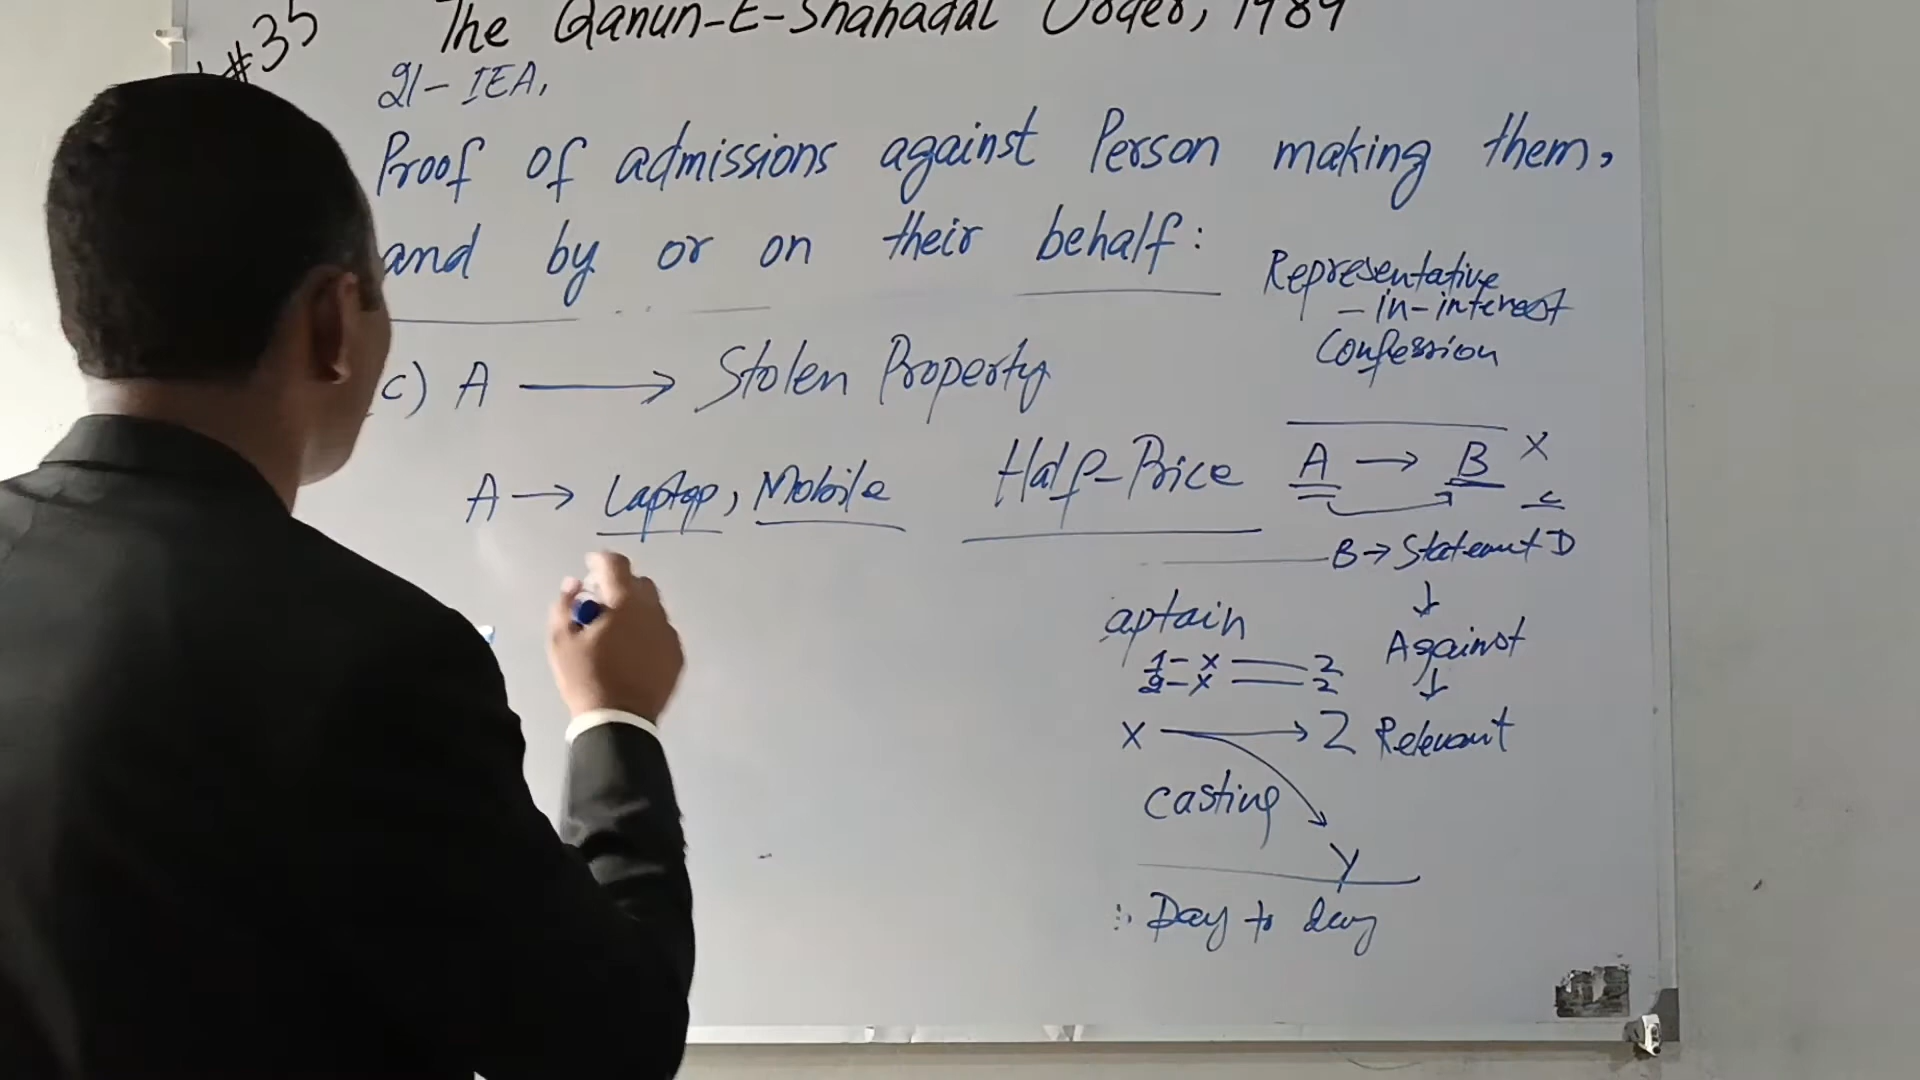 #35 The Qanun-E-Shahadat Order, 1984
21- IEA,
Proof of admissions against Person making them,
and by or on their behalf:
Representative
-in-interest
Confession
c) A → Stolen Property
A → Laptop, Mobile Half-Price
A → B X
c
B → Statement D
↓
Against
↓
Relevant
aptain
1- x — 2
2- x — 2
X → Z
casting
Y
Day to day